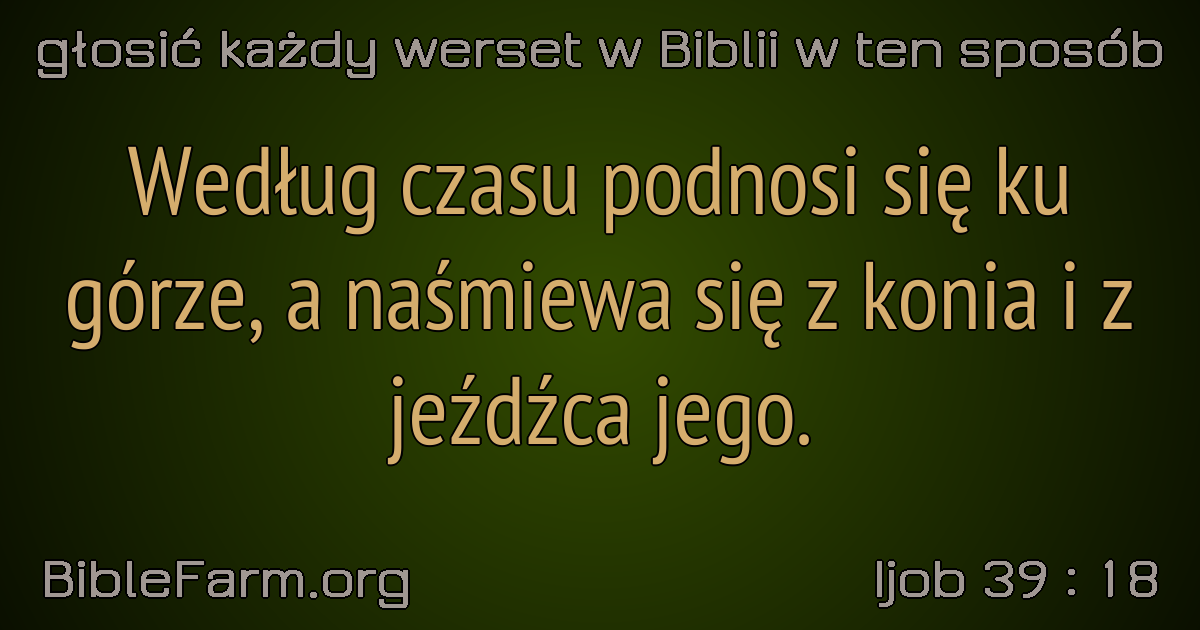 głosić każdy werset w Biblii w ten sposób
Według czasu podnosi się ku
górze, a naśmiewa się z konia i z
jeźdźca jego.
BibleFarm.org
Ijob 39 : 18